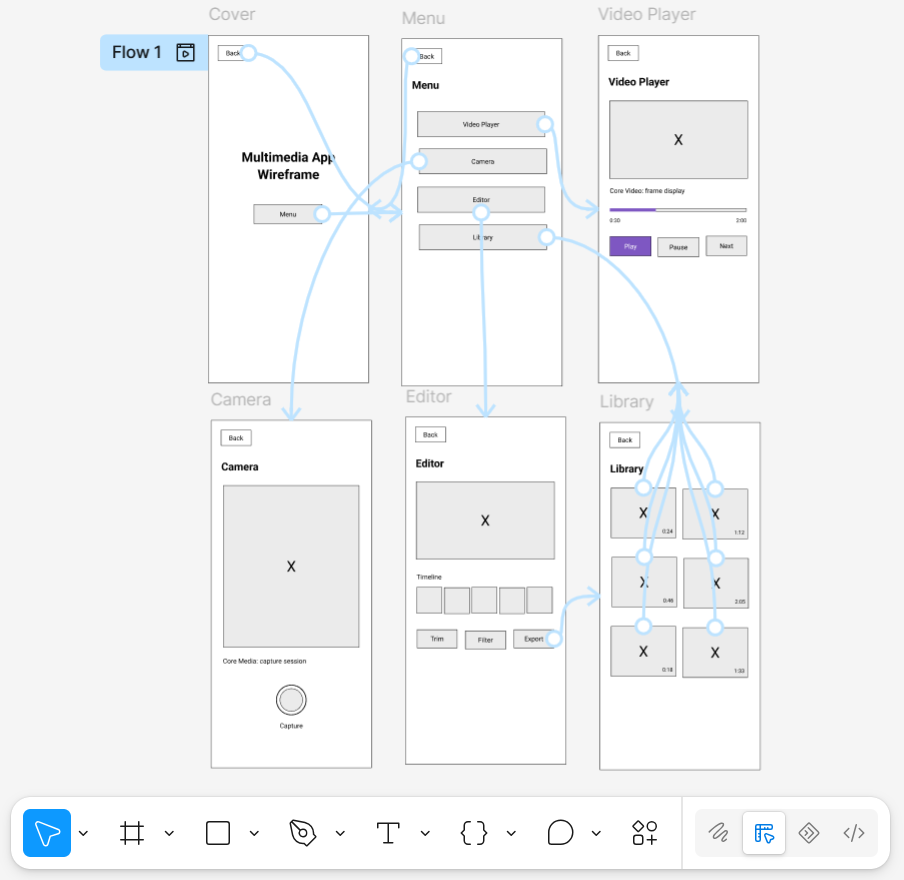 Cover
Menu
Video Player
Flow 1
Back
Multimedia App
Wireframe
Menu
Back
Menu
Video Player
Camera
Editor
Library
Back
Video Player
X
Core Video: frame display
0:30
2:00
Play
Pause
Next
Camera
Editor
Library
Back
Camera
X
Core Media: capture session
Capture
Back
Editor
X
Timeline
Trim
Filter
Export
Back
Library
X
0:24
X
1:12
X
0:46
X
2:05
X
0:18
X
1:33